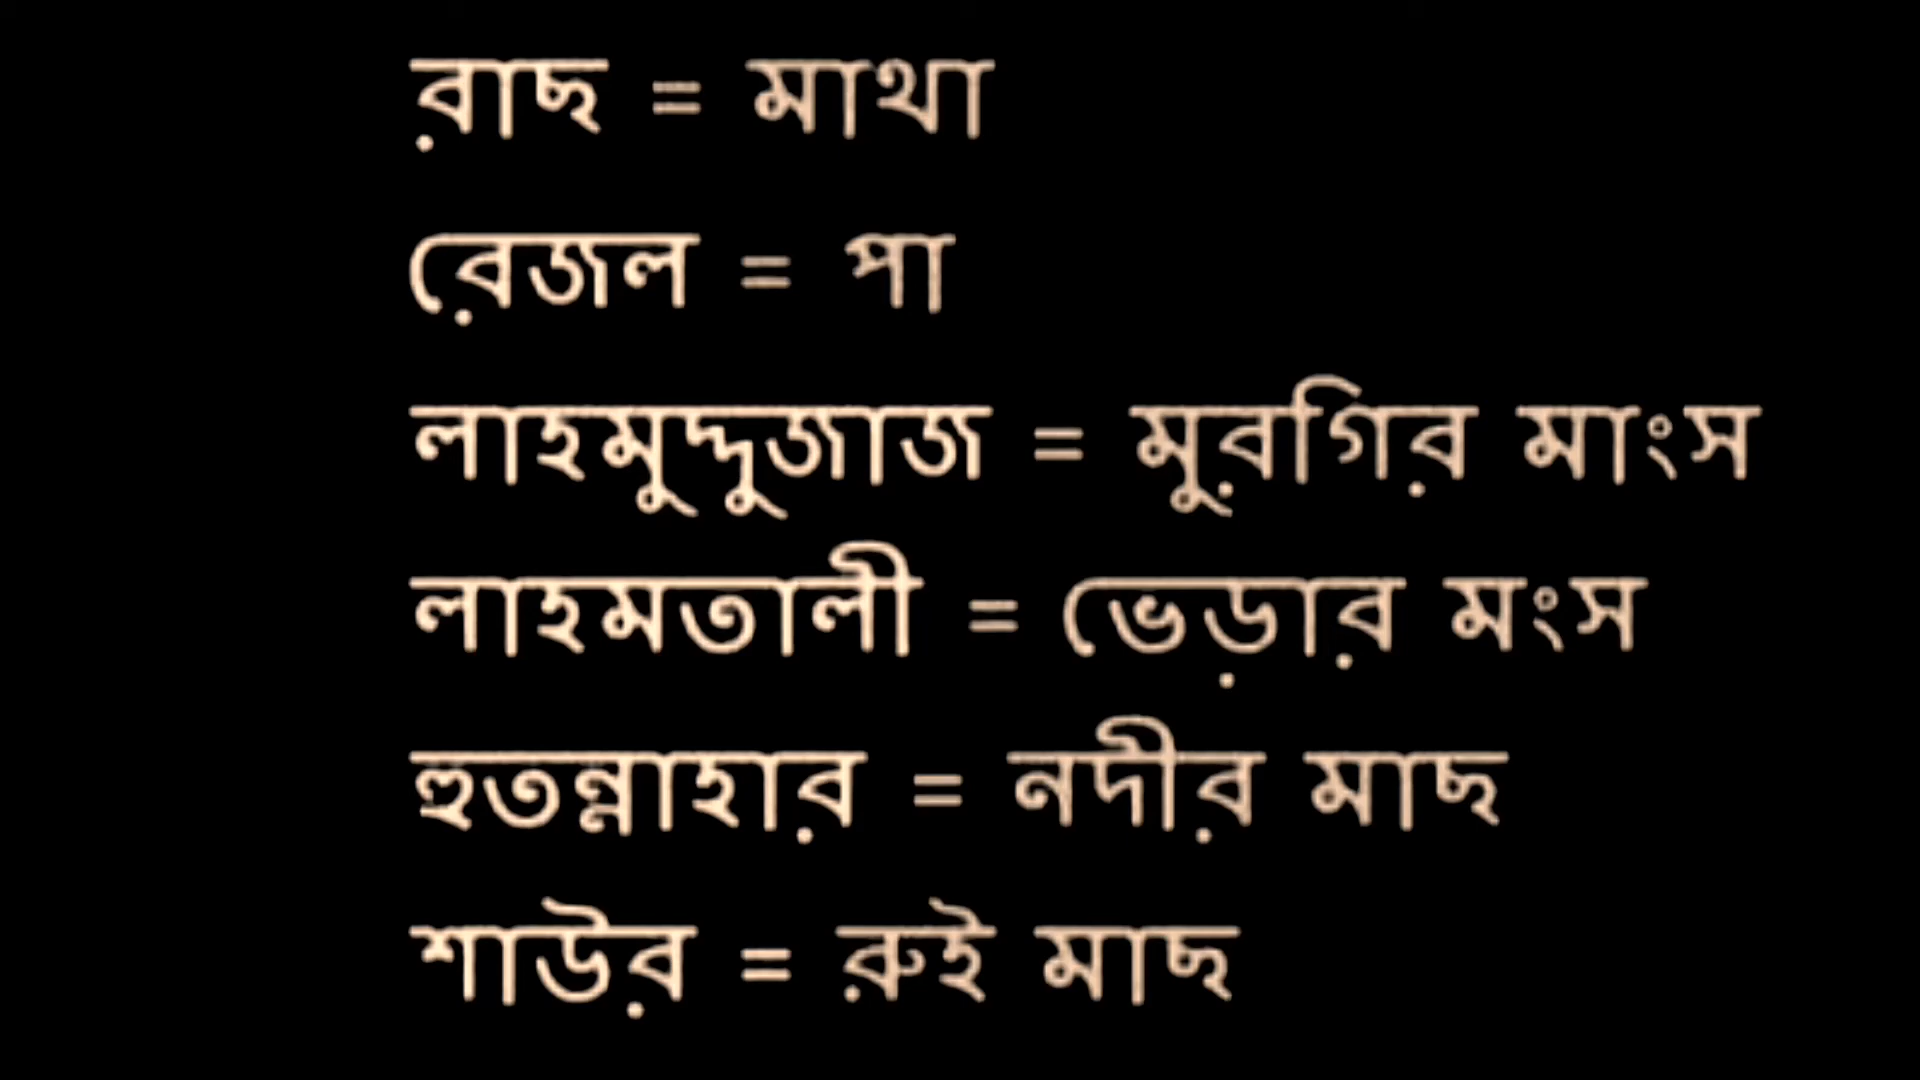 রাছ = মাথা
রেজল = পা
লাহমুদ্দুজাজ = মুরগির মাংস
লাহমতালী = ভেড়ার মংস
হুতন্নাহার = নদীর মাছ
শাউর = রুই মাছ